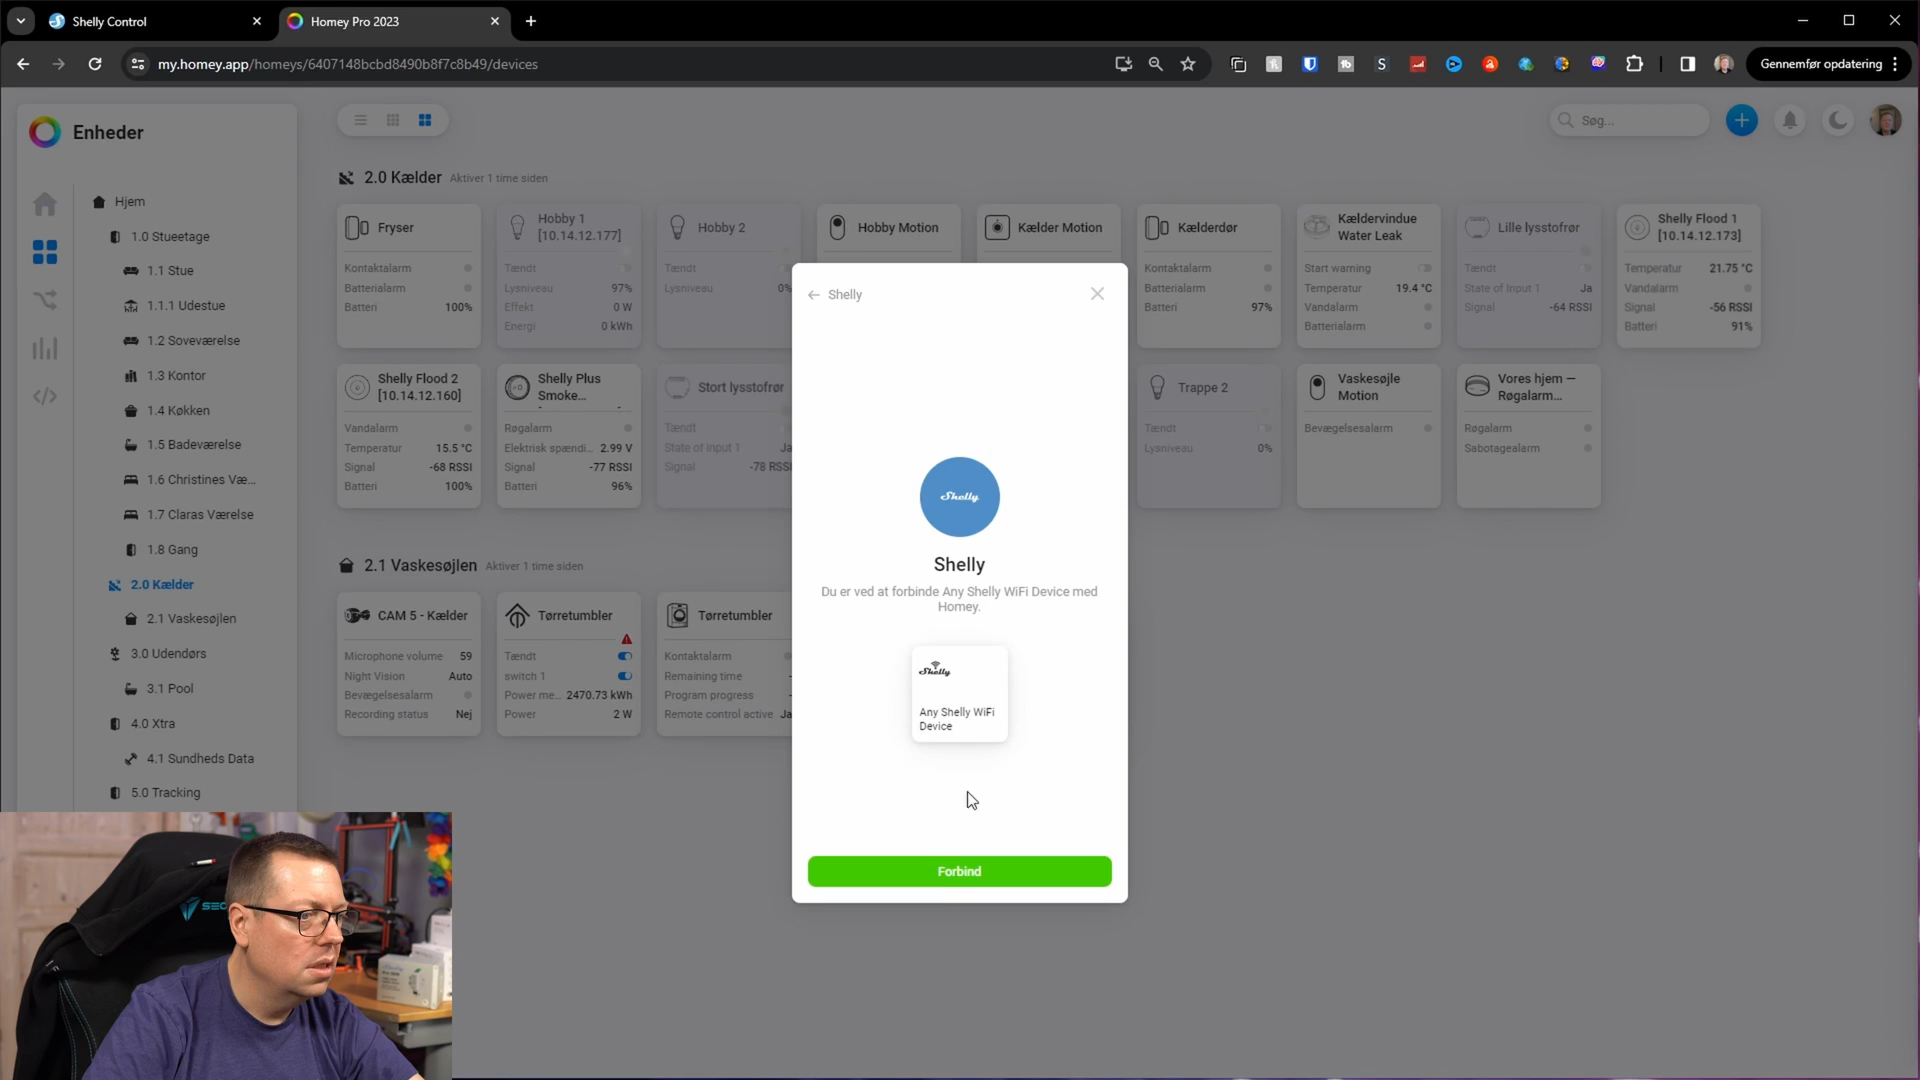 Shelly Control
Homey Pro 2023
my.homey.app/homeys/6407148bcbd8490b8f7c8b49/devices
Gennemfør opdatering
Enheder
Søg...
Hjem
1.0 Stueetage
1.1 Stue
1.1.1 Udestue
1.2 Soveværelse
1.3 Kontor
1.4 Køkken
1.5 Badeværelse
1.6 Christines Væ...
1.7 Claras Værelse
1.8 Gang
2.0 Kælder
2.1 Vaskesøjlen
3.0 Udendørs
3.1 Pool
4.0 Xtra
4.1 Sundheds Data
5.0 Tracking
2.0 Kælder Aktiver 1 time siden
Fryser
Kontaktalarm
Batterialarm
Batteri 100%
Hobby 1
[10.14.12.177]
Tændt
Lysniveau 97%
Effekt 0 W
Energi 0 kWh
Hobby 2
Tændt
Lysniveau 0%
Hobby Motion
Kælder Motion
Kælderdør
Kontaktalarm
Batterialarm
Batteri 97%
Kældervindue
Water Leak
Start warning
Temperatur 19.4 °C
Vandalarm
Batterialarm
Lille lysstofrør
Tændt
State of Input 1 Ja
Signal -64 RSSI
Shelly Flood 1
[10.14.12.173]
Temperatur 21.75 °C
Vandalarm
Signal -56 RSSI
Batteri 91%
Shelly Flood 2
[10.14.12.160]
Vandalarm
Temperatur 15.5 °C
Signal -68 RSSI
Batteri 100%
Shelly Plus
Smoke...
Røgalarm
Elektrisk spændi... 2.99 V
Signal -77 RSSI
Batteri 96%
Stort lysstofrør
Tændt
State of Input 1 Ja
Signal -78 RSSI
Trappe 2
Tændt
Lysniveau 0%
Vaskesøjle
Motion
Bevægelsesalarm
Vores hjem —
Røgalarm...
Røgalarm
Sabotagealarm
2.1 Vaskesøjlen Aktiver 1 time siden
CAM 5 - Kælder
Microphone volume 59
Night Vision Auto
Bevægelsesalarm
Recording status Nej
Tørretumbler
Tændt
switch 1
Power me... 2470.73 kWh
Power 2 W
Tørretumbler
Kontaktalarm
Remaining time -
Program progress -
Remote control active Ja
Shelly
Shelly
Shelly
Du er ved at forbinde Any Shelly WiFi Device med
Homey.
Shelly
Any Shelly WiFi
Device
Forbind